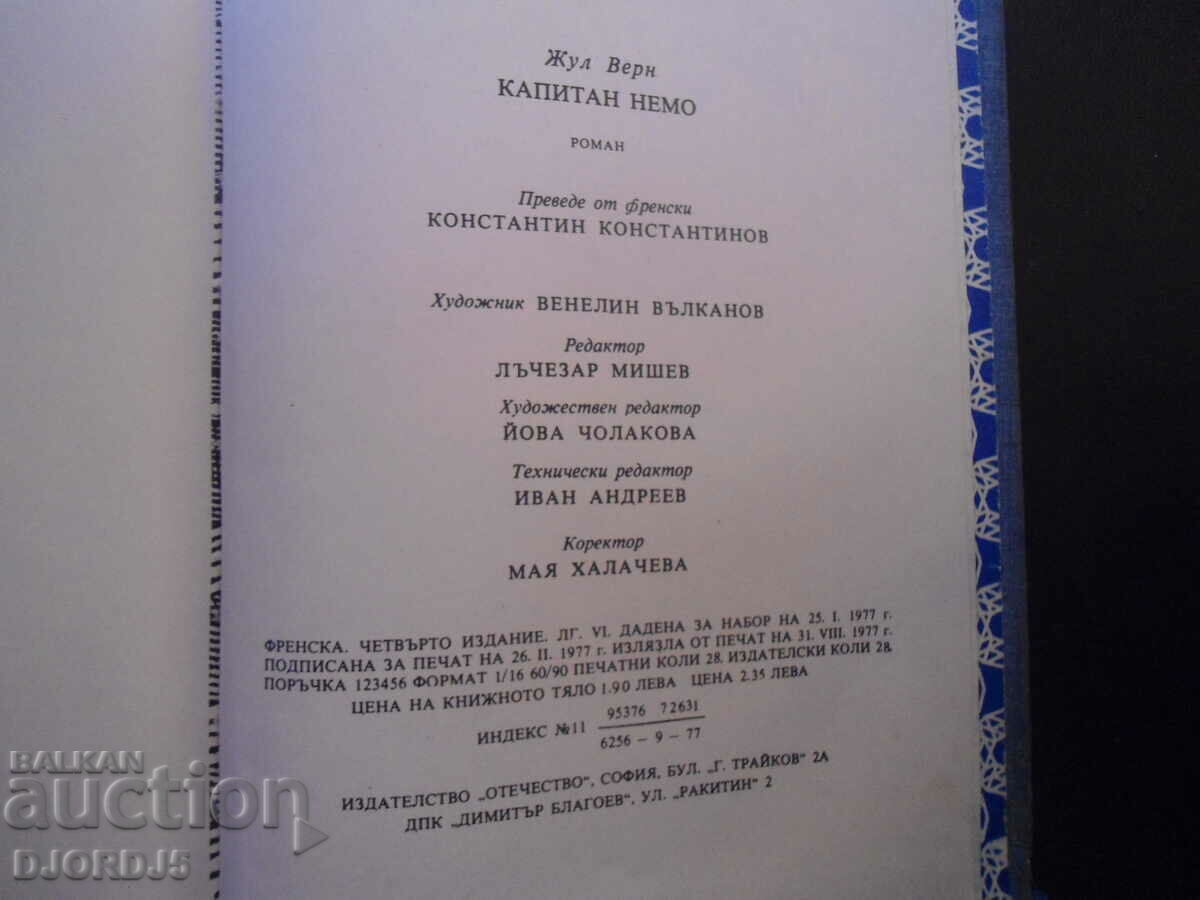 Жул Верн
КАПИТАН НЕМО
РОМАН
Преведе от френски
КОНСТАНТИН КОНСТАНТИНОВ
Художник ВЕНЕЛИН ВЪЛКАНОВ
Редактор
ЛЪЧЕЗАР МИШЕВ
Художествен редактор
ЙОВА ЧОЛАКОВА
Технически редактор
ИВАН АНДРЕЕВ
Коректор
МАЯ ХАЛАЧЕВА
ФРЕНСКА. ЧЕТВЪРТО ИЗДАНИЕ. ЛГ. VI. ДАДЕНА ЗА НАБОР НА 25. I. 1977 г.
ПОДПИСАНА ЗА ПЕЧАТ НА 26. II. 1977 г. ИЗЛЯЗЛА ОТ ПЕЧАТ НА 31. VIII. 1977 г.
ПОРЪЧКА 123456 ФОРМАТ 1/16 60/90 ПЕЧАТНИ КОЛИ 28. ИЗДАТЕЛСКИ КОЛИ 28.
ЦЕНА НА КНИЖНОТО ТЯЛО 1.90 ЛЕВА ЦЕНА 2.35 ЛЕВА
ИНДЕКС №11 95376 72631
6256 – 9 – 77
ИЗДАТЕЛСТВО „ОТЕЧЕСТВО“, СОФИЯ, БУЛ. „Г. ТРАЙКОВ“ 2А
ДПК „ДИМИТЪР БЛАГОЕВ“, УЛ. „РАКИТИН“ 2
BALKAN
auction
DJORDJ5